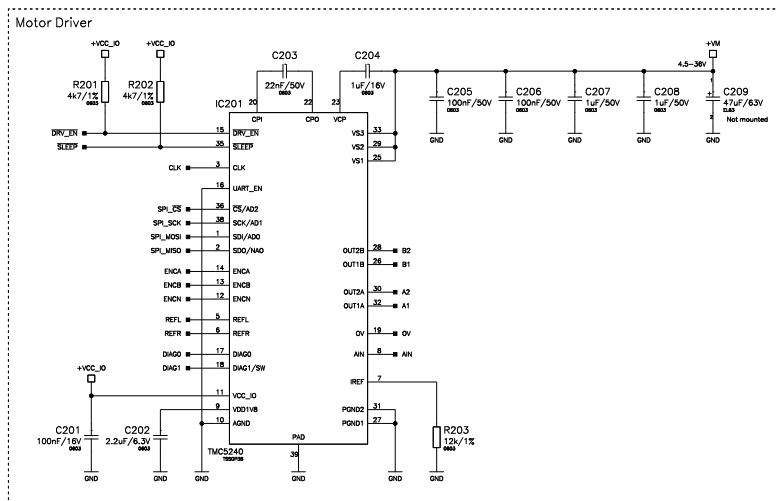 Motor Driver
+VCC_IO +VCC_IO
R201 4k7/1% 0603
R202 4k7/1% 0603
C203 22nF/50V 0603
C204 1uF/16V 0603
4.5-36V +VM
C205 100nF/50V 0603
C206 100nF/50V 0603
C207 1uF/50V 0603
C208 1uF/50V 0603
1 + C209 47uF/63V
2 Not mounted
GND GND GND GND GND
IC201
20 22 23
CPI CPO VCP
DRV_EN 15 DRV_EN
SLEEP 35 SLEEP
CLK 3 CLK
16 UART_EN
SPI_CS 36 CS/AD2
SPI_SCK 38 SCK/AD1
SPI_MOSI 1 SDI/AD0
SPI_MISO 2 SDO/NAO
ENCA 14 ENCA
ENCB 13 ENCB
ENCN 12 ENCN
REFL 5 REFL
REFR 6 REFR
DIAG0 17 DIAG0
DIAG1 18 DIAG1/SW
+VCC_IO
11 VCC_IO
9 VDD1V8
10 AGND
VS3 33
VS2 29
VS1 25
OUT2B 28 B2
OUT1B 26 B1
OUT2A 30 A2
OUT1A 32 A1
OV 19 OV
AIN 8 AIN
IREF 7
PGND2 31
PGND1 27
C201 100nF/16V 0603
C202 2.2uF/6.3V 0603
R203 12k/1% 0603
PAD
39
TMC5240
GND GND GND GND GND GND